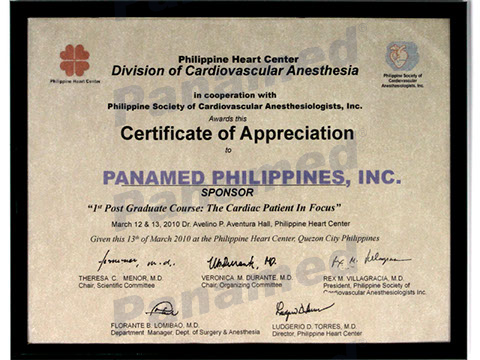 Philippine Heart Center
Division of Cardiovascular Anesthesia
in cooperation with
Philippine Society of Cardiovascular Anesthesiologists, Inc.
Awards this
Certificate of Appreciation
to
PANAMED PHILIPPINES, INC.
SPONSOR
"1st Post Graduate Course: The Cardiac Patient In Focus"
March 12 & 13, 2010 Dr. Avelino P. Aventura Hall, Philippine Heart Center
Given this 13th of March 2010 at the Philippine Heart Center, Quezon City Philippines
THERESA C. MENOR, M.D.
Chair, Scientific Committee
VERONICA M. DURANTE, M.D.
Chair, Organizing Committee
REX M. VILLAGRACIA, M.D.
President, Philippine Society of
Cardiovascular Anesthesiologists, Inc.
FLORANTE B. LOMIBAO, M.D.
Department Manager, Dept. of Surgery & Anesthesia
LUDGERIO D. TORRES, M.D.
Director, Philippine Heart Center
Philippine Heart Center
Philippine Society of
Cardiovascular
Anesthesiologists, Inc.
Panamed
Panamed
Panamed
Panamed